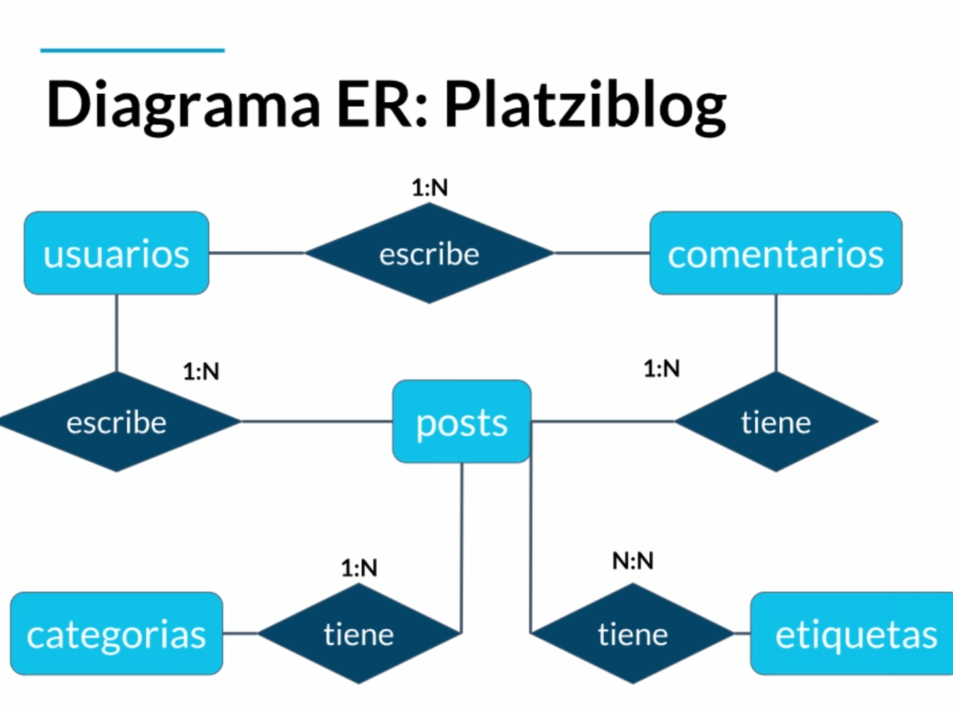 Diagrama ER: Platziblog
1:N
usuarios
escribe
comentarios
1:N
1:N
escribe
posts
tiene
1:N
N:N
categorias
tiene
tiene
etiquetas